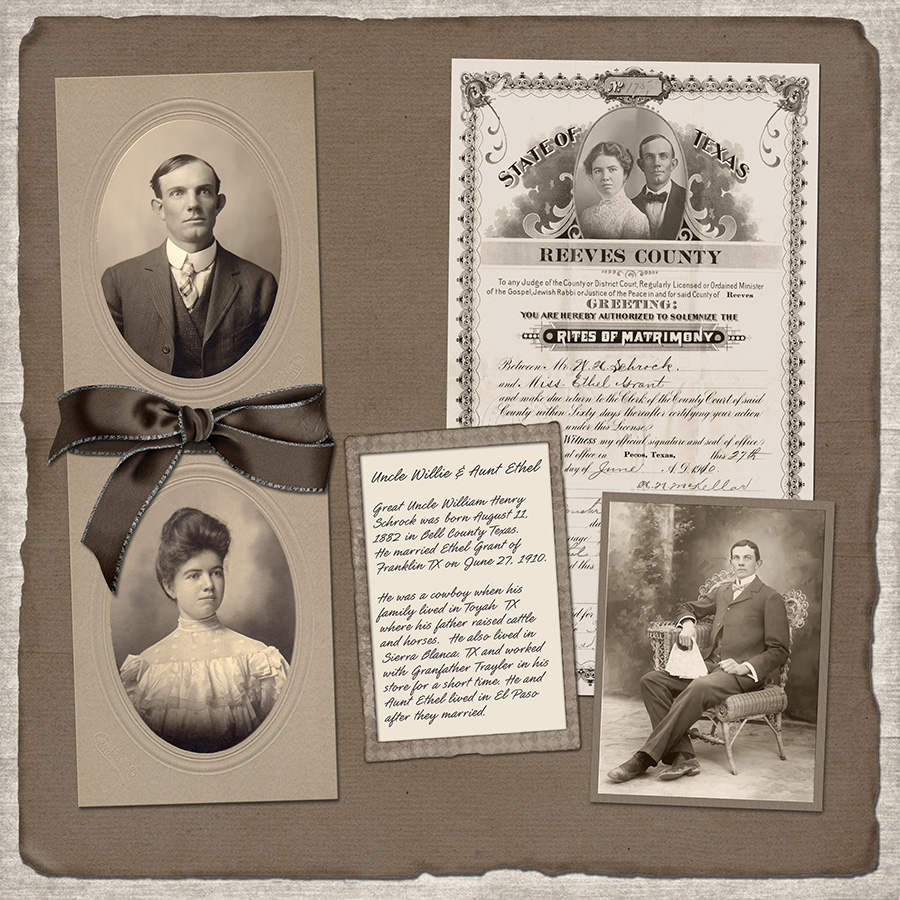 No
STATE OF TEXAS
REEVES COUNTY
To any Judge of the County or District Court, Regularly Licensed or Ordained Minister
of the Gospel, Jewish Rabbi or Justice of the Peace in and for said County of Reeves
GREETING:
YOU ARE HEREBY AUTHORIZED TO SOLEMNIZE THE
RITES OF MATRIMONY
Between Mr. W. H. Schrock.
and Miss. Ethel Grant
and make due return to the Clerk of the County Court of said
County within Sixty days thereafter certifying your action
under this License
Witness my official signature and seal of office
al office in Pecos, Texas, this 27th
day of June A.D. 1910.
McKellar
Uncle Willie & Aunt Ethel
Great Uncle William Henry
Schrock was born August 11,
1882 in Bell County Texas.
He married Ethel Grant of
Franklin TX on June 27, 1910.
He was a cowboy when his
family lived in Toyah TX
where his father raised cattle
and horses. He also lived in
Sierra Blanca, TX and worked
with Granfather Trayler in his
store for a short time. He and
Aunt Ethel lived in El Paso
after they married.